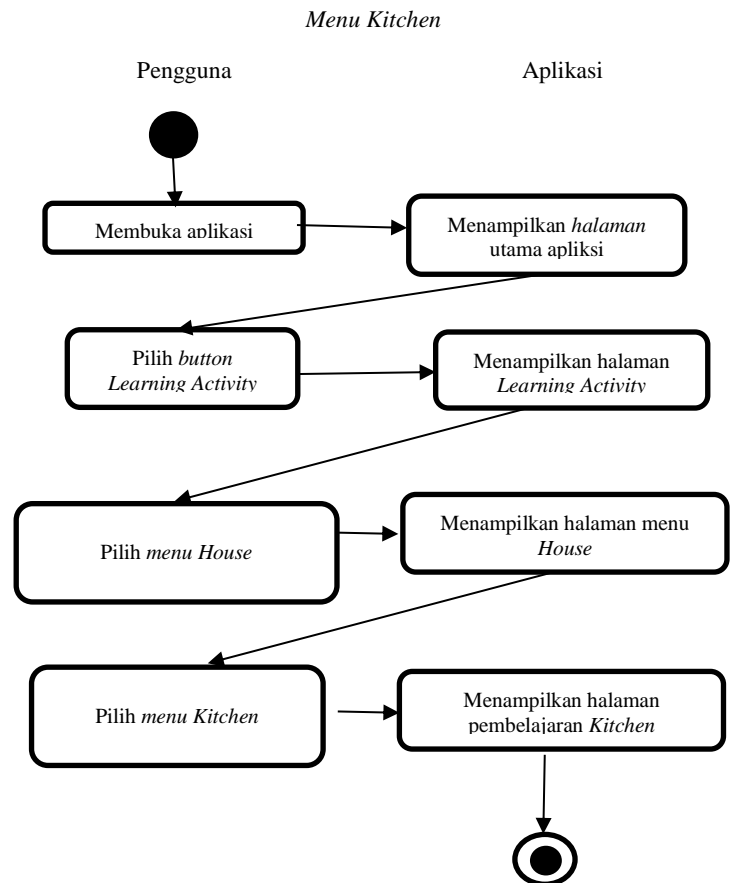 Menu Kitchen
Pengguna
Aplikasi
Membuka aplikasi
Menampilkan halaman
utama apliksi
Pilih button
Learning Activity
Menampilkan halaman
Learning Activity
Pilih menu House
Menampilkan halaman menu
House
Pilih menu Kitchen
Menampilkan halaman
pembelajaran Kitchen